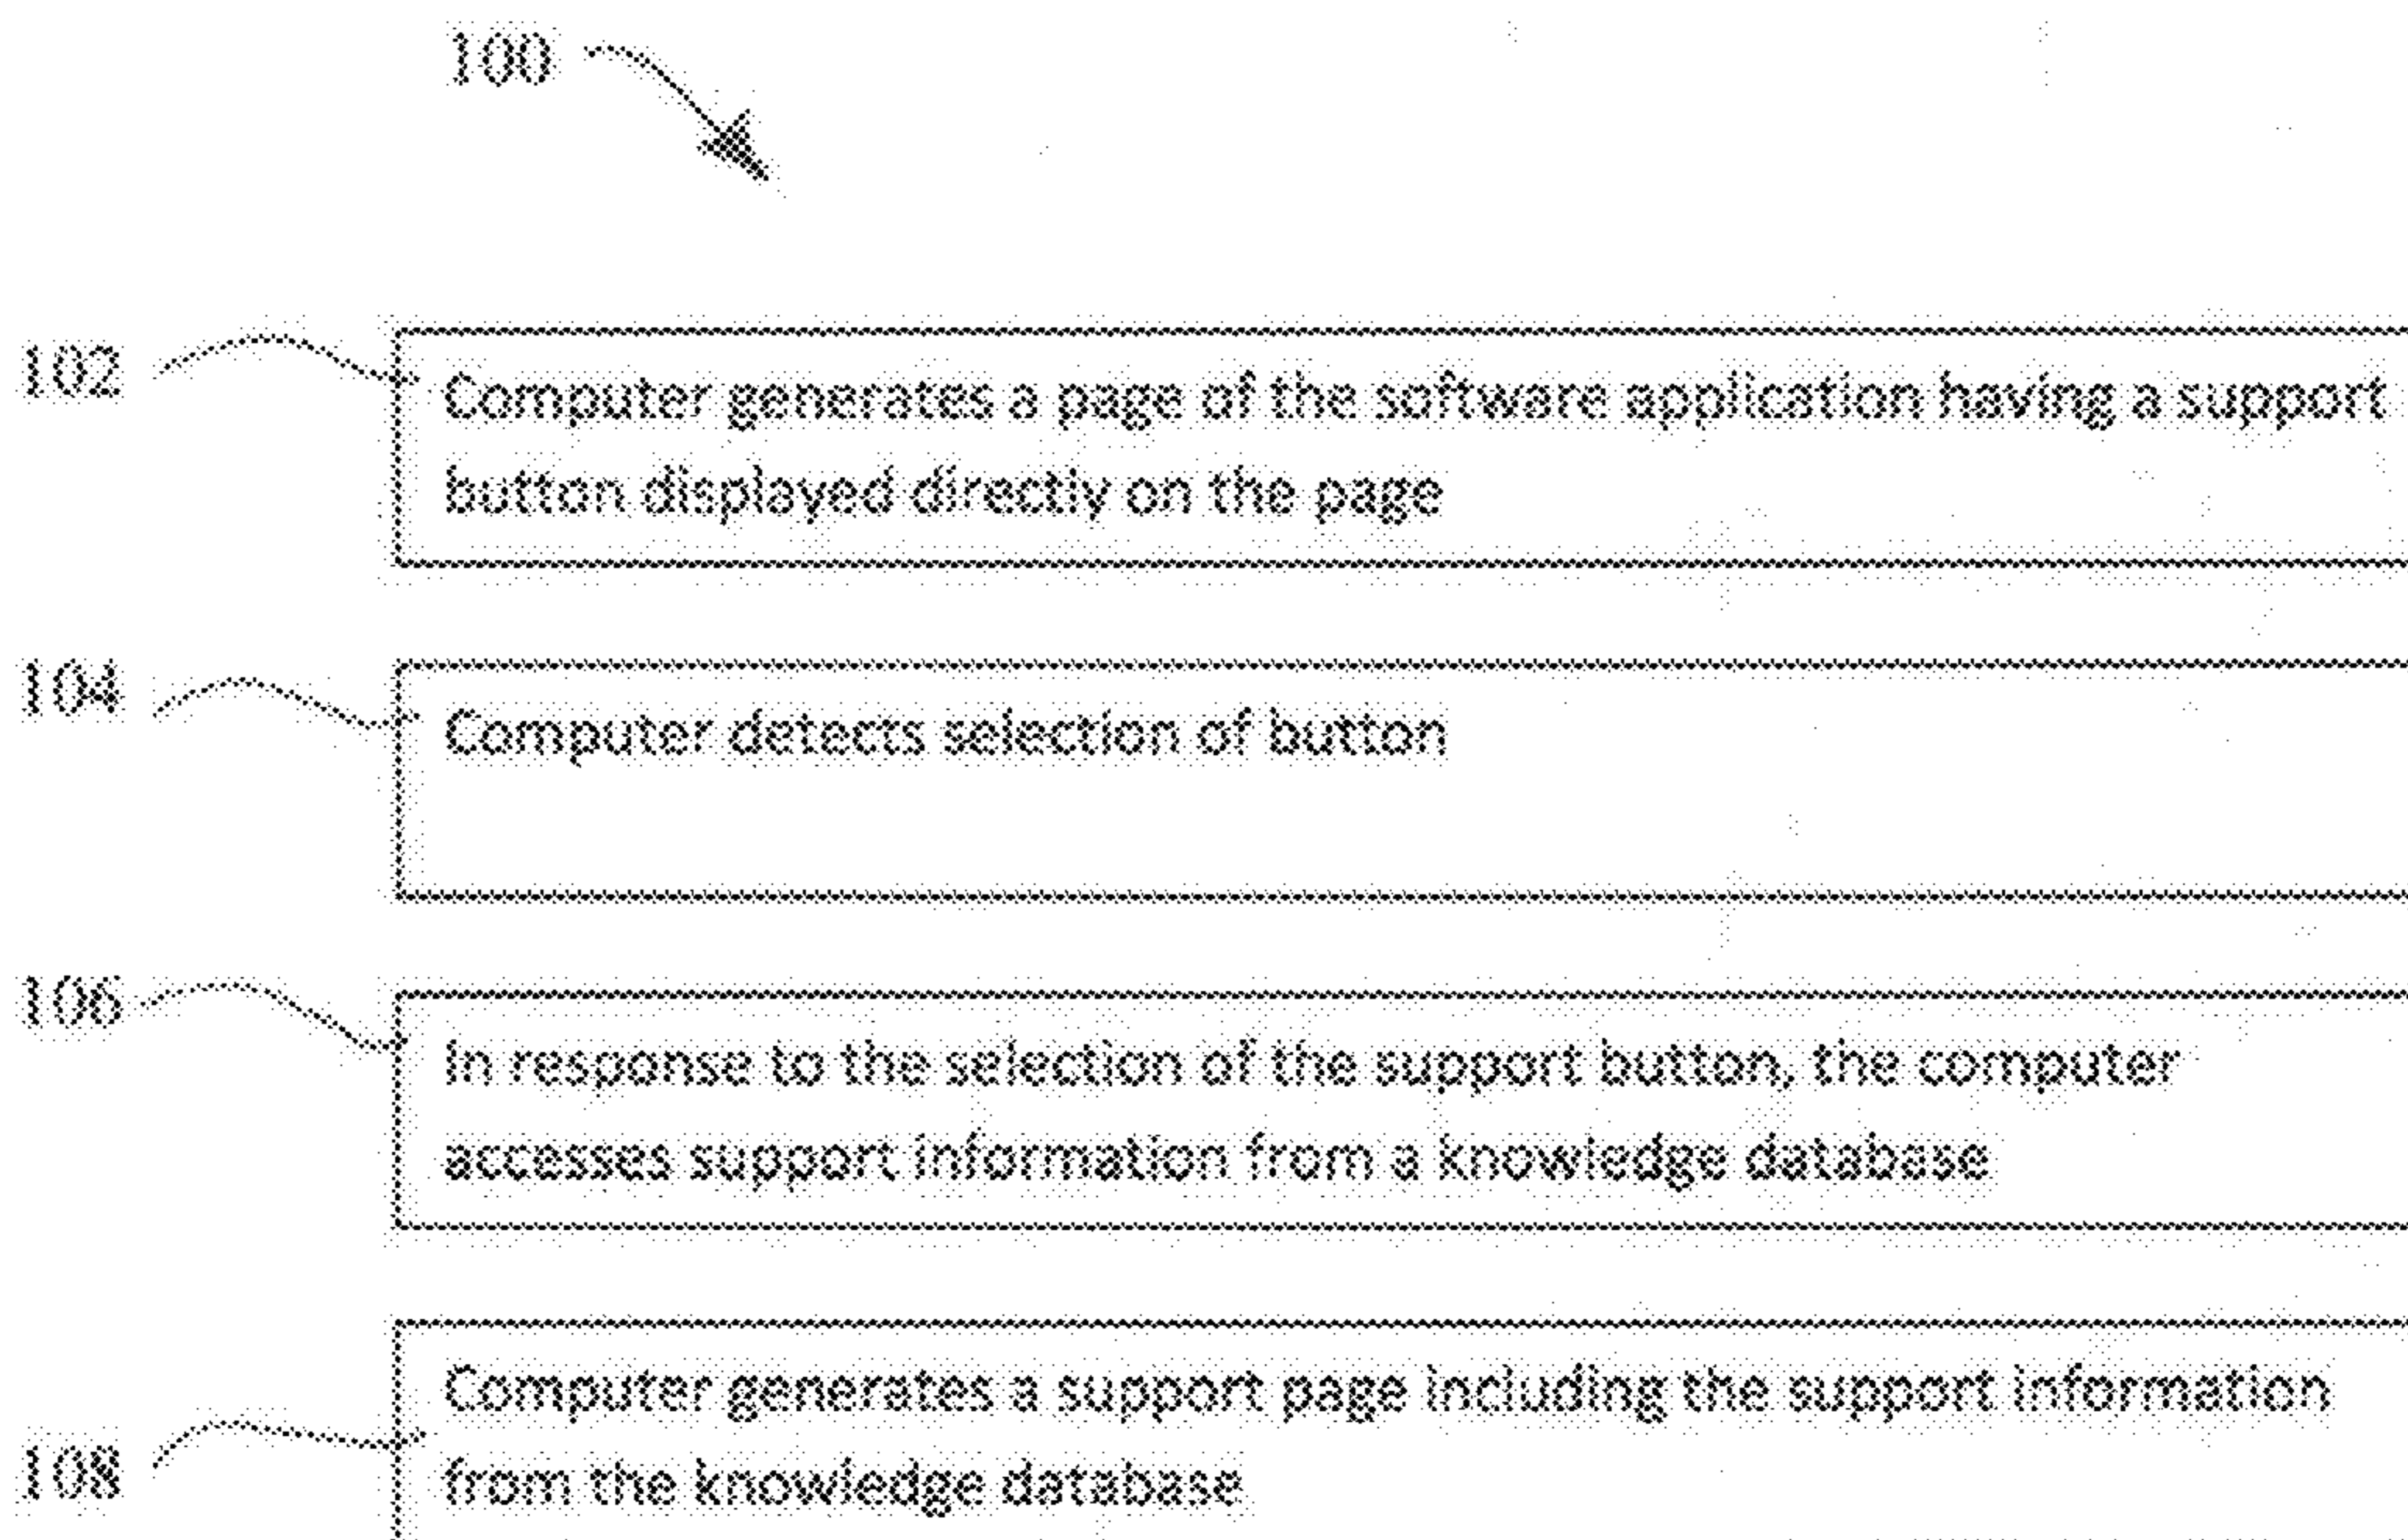 100
102
Computer generates a page of the software application having a support
button displayed directly on the page
104
Computer detects selection of button
106
In response to the selection of the support button, the computer
accesses support information from a knowledge database
108
Computer generates a support page including the support information
from the knowledge database